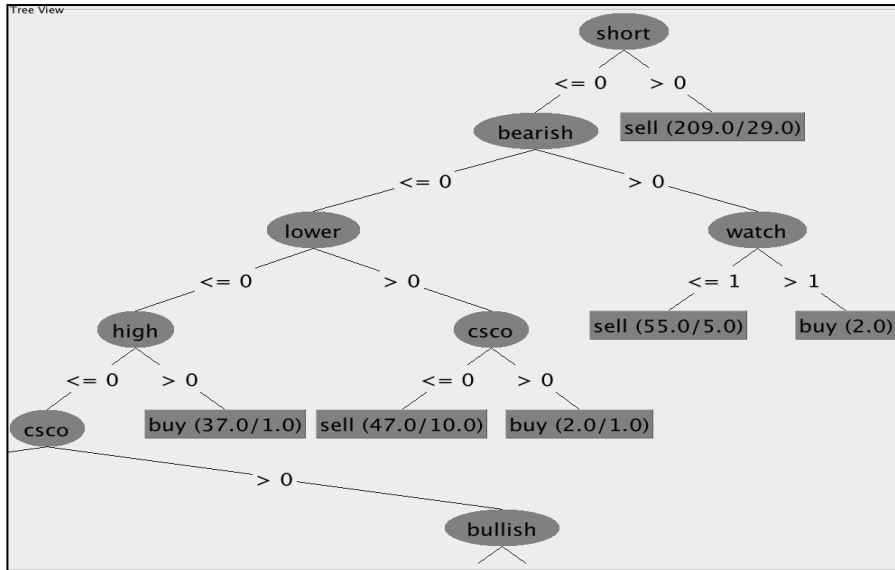 Tree View
short
<= 0 > 0
bearish sell (209.0/29.0)
<= 0 > 0
lower watch
<= 0 > 0 <= 1 > 1
high csco sell (55.0/5.0) buy (2.0)
<= 0 > 0 <= 0 > 0
csco buy (37.0/1.0) sell (47.0/10.0) buy (2.0/1.0)
> 0
bullish